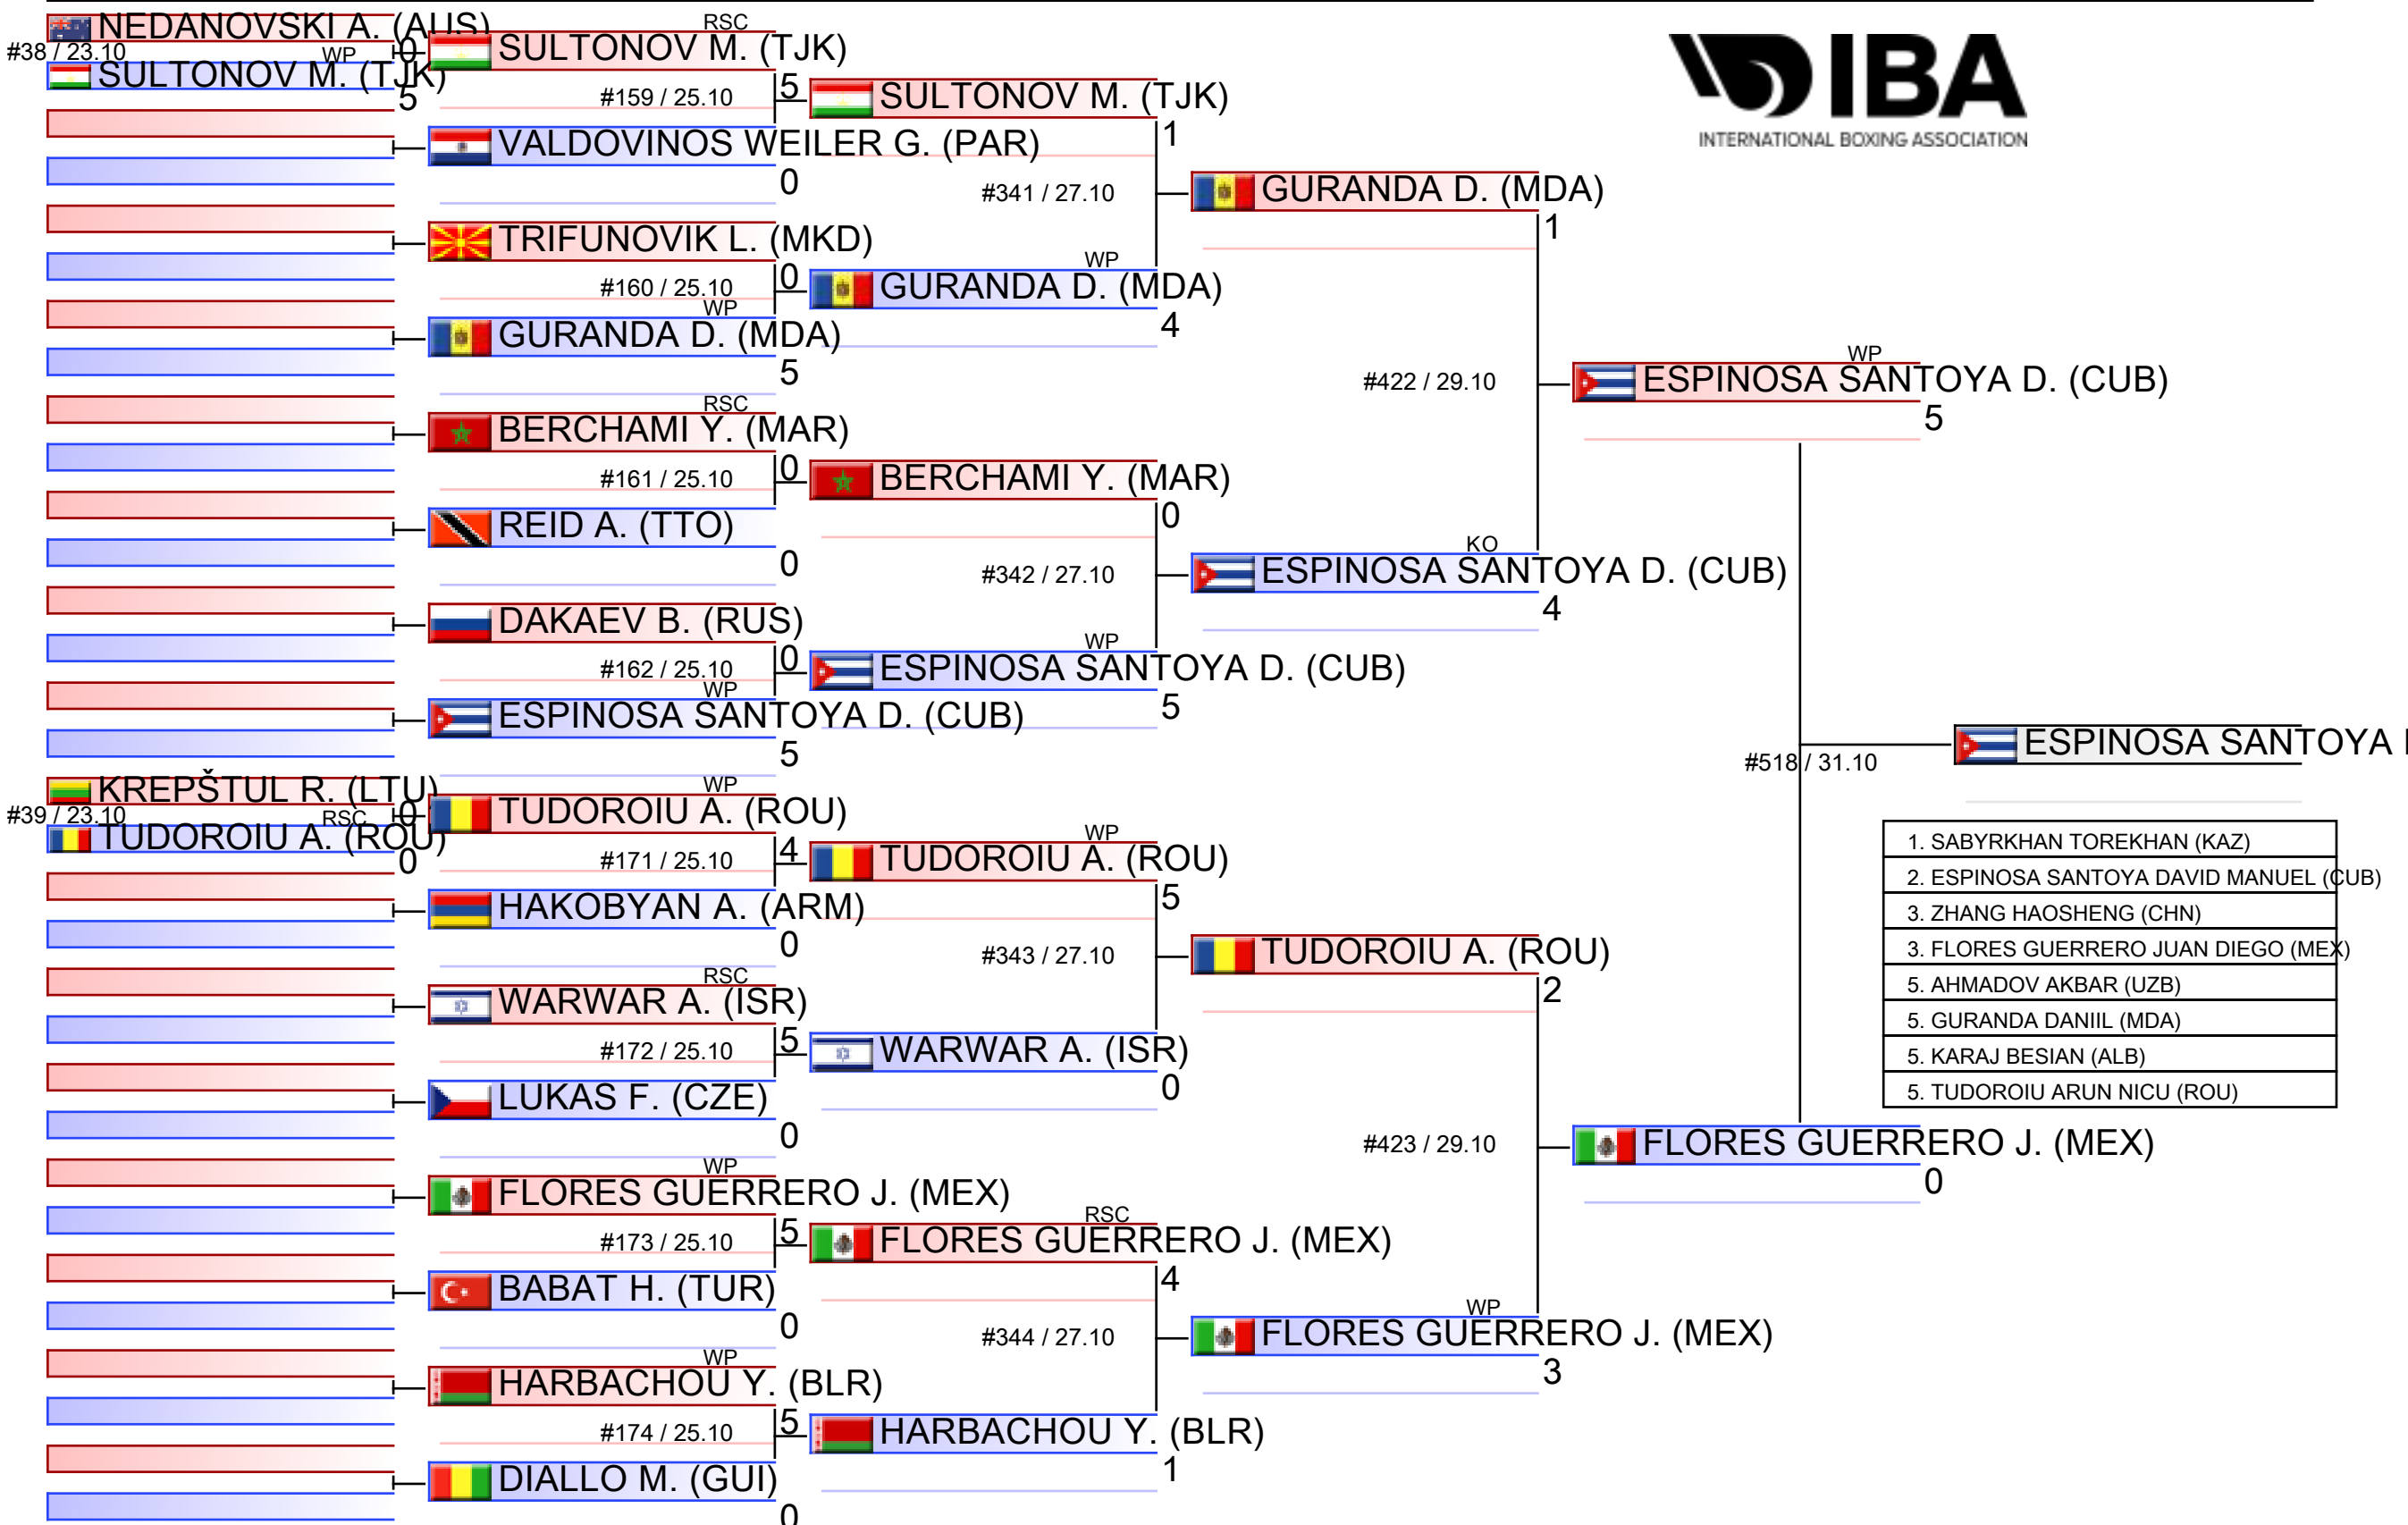 IBA
INTERNATIONAL BOXING ASSOCIATION
NEDANOVSKI A. (AUS)
#38 / 23.10
WP
0
SULTONOV M. (TJK)
5
KREPŠTUL R. (LTU)
#39 / 23.10
RSC
0
TUDOROIU A. (ROU)
0
RSC
SULTONOV M. (TJK)
5
#159 / 25.10
VALDOVINOS WEILER G. (PAR)
0
TRIFUNOVIK L. (MKD)
0
#160 / 25.10
WP
GURANDA D. (MDA)
5
RSC
BERCHAMI Y. (MAR)
0
#161 / 25.10
REID A. (TTO)
0
DAKAEV B. (RUS)
0
#162 / 25.10
WP
ESPINOSA SANTOYA D. (CUB)
5
WP
TUDOROIU A. (ROU)
4
#171 / 25.10
HAKOBYAN A. (ARM)
0
RSC
WARWAR A. (ISR)
5
#172 / 25.10
LUKAS F. (CZE)
0
WP
FLORES GUERRERO J. (MEX)
5
#173 / 25.10
BABAT H. (TUR)
0
WP
HARBACHOU Y. (BLR)
5
#174 / 25.10
DIALLO M. (GUI)
0
SULTONOV M. (TJK)
1
#341 / 27.10
WP
GURANDA D. (MDA)
4
BERCHAMI Y. (MAR)
0
#342 / 27.10
WP
ESPINOSA SANTOYA D. (CUB)
5
WP
TUDOROIU A. (ROU)
5
#343 / 27.10
WARWAR A. (ISR)
0
RSC
FLORES GUERRERO J. (MEX)
4
#344 / 27.10
HARBACHOU Y. (BLR)
1
GURANDA D. (MDA)
1
#422 / 29.10
KO
ESPINOSA SANTOYA D. (CUB)
4
TUDOROIU A. (ROU)
2
#423 / 29.10
WP
FLORES GUERRERO J. (MEX)
3
WP
ESPINOSA SANTOYA D. (CUB)
5
#518 / 31.10
FLORES GUERRERO J. (MEX)
0
ESPINOSA SANTOYA
1. SABYRKHAN TOREKHAN (KAZ)
2. ESPINOSA SANTOYA DAVID MANUEL (CUB)
3. ZHANG HAOSHENG (CHN)
3. FLORES GUERRERO JUAN DIEGO (MEX)
5. AHMADOV AKBAR (UZB)
5. GURANDA DANIIL (MDA)
5. KARAJ BESIAN (ALB)
5. TUDOROIU ARUN NICU (ROU)